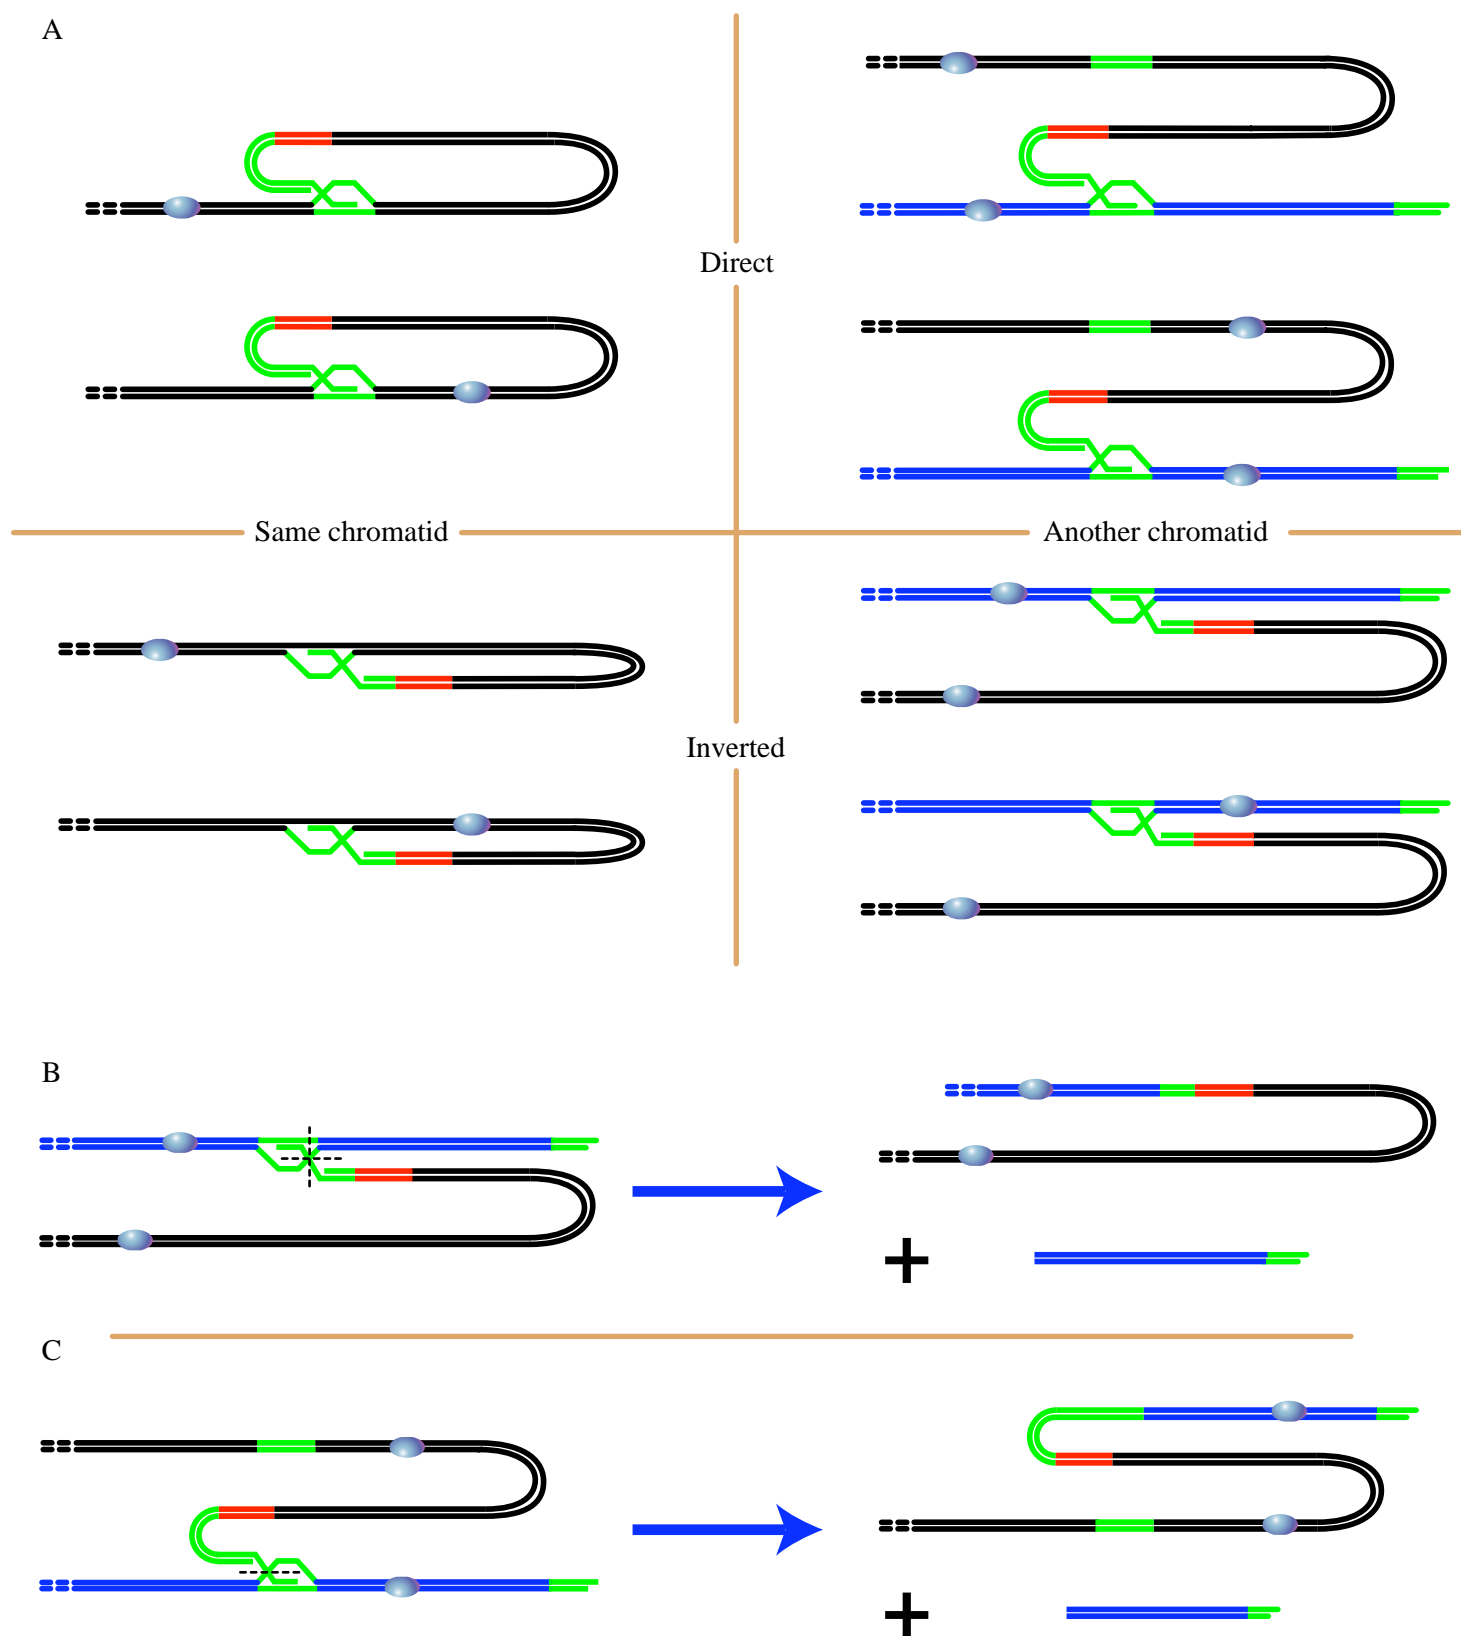 A
Direct
Same chromatid
Another chromatid
Inverted
B
+
C
+